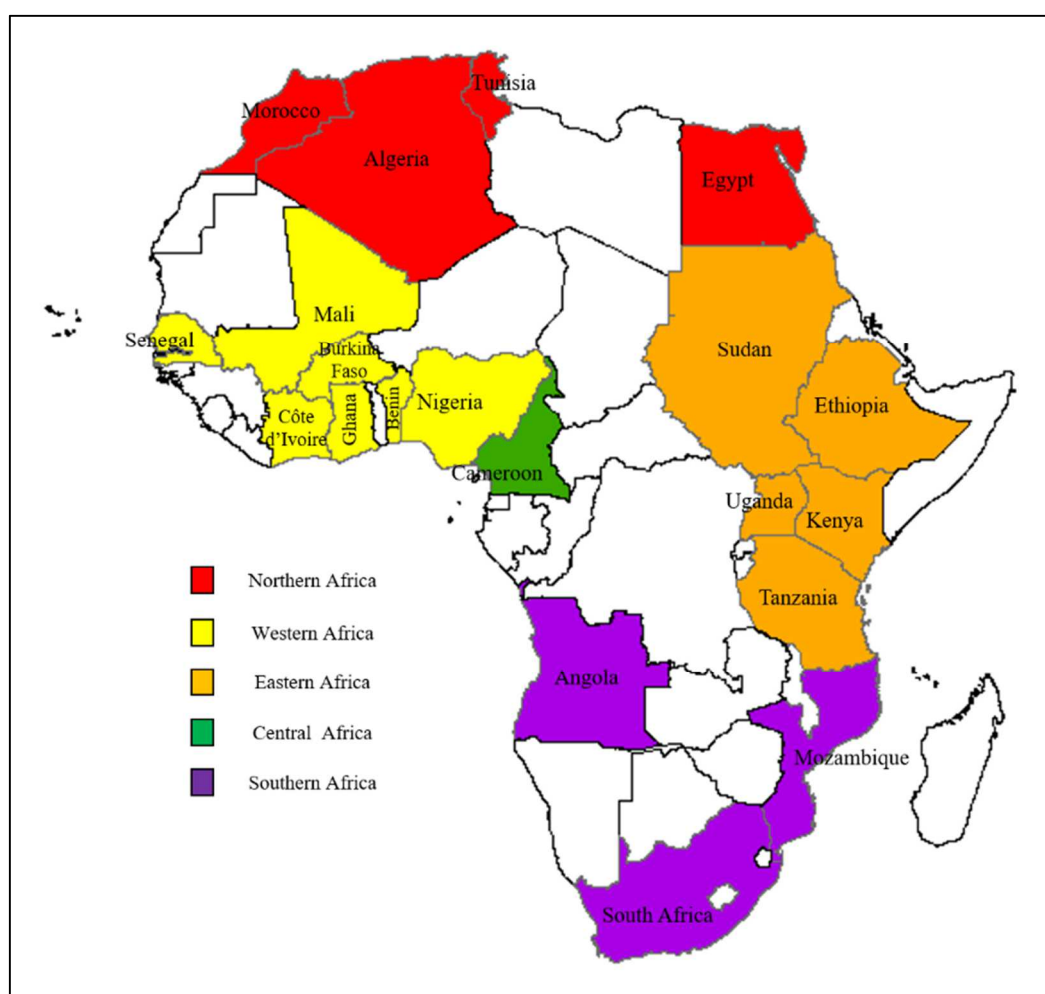 Tunisia
Morocco
Algeria
Egypt
Mali
Senegal
Burkina
Faso
Sudan
Côte
d’Ivoire
Ghana
Benin
Nigeria
Ethiopia
Cameroon
Uganda
Kenya
Tanzania
Angola
Mozambique
South Africa
Northern Africa
Western Africa
Eastern Africa
Central Africa
Southern Africa